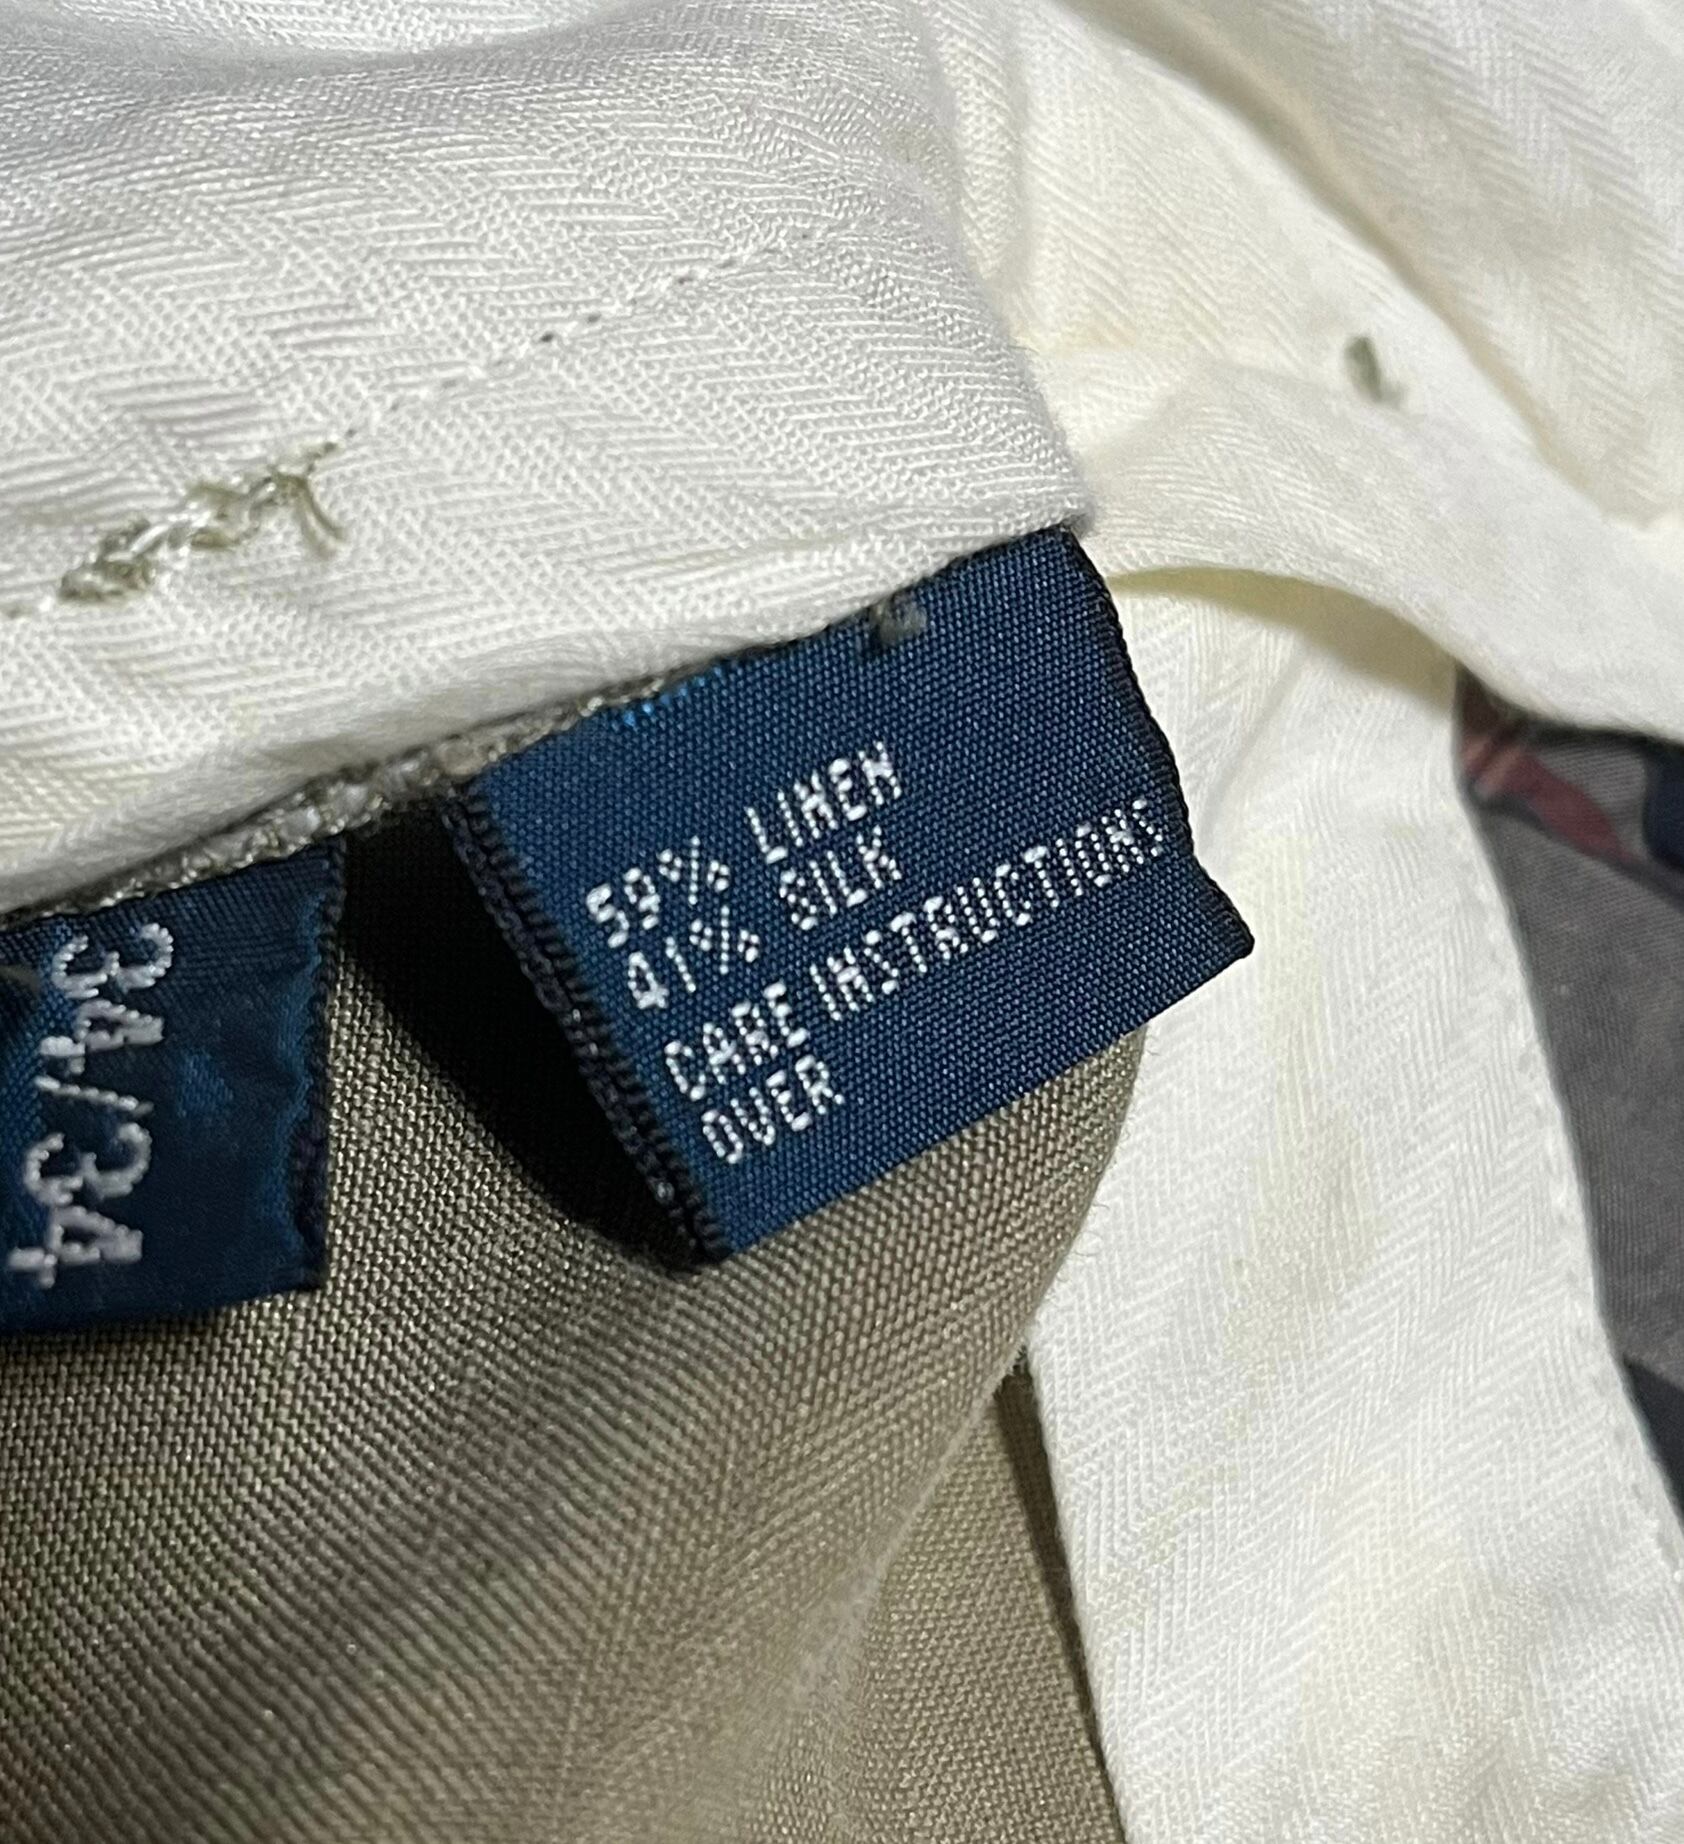 34/34
59% LINEN
41% SILK
CARE INSTRUCTIONS
OVER